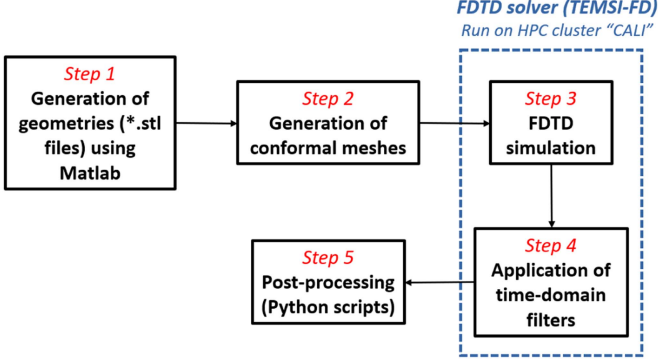 FDTD solver (TEMSI-FD)
Run on HPC cluster “CALI”
Step 1
Generation of
geometries (*.stl
files) using
Matlab
Step 2
Generation of
conformal meshes
Step 3
FDTD
simulation
Step 4
Application of
time-domain
filters
Step 5
Post-processing
(Python scripts)